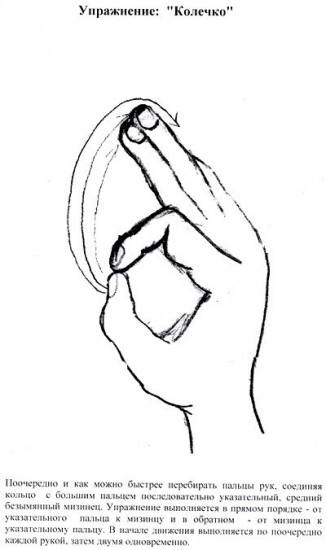 Упражнение: "Колечко"
Поочередно и как можно быстрее перебирать пальцы рук, соединяя
кольцо с большим пальцем последовательно указательный, средний
безымянный мизинец. Упражнение выполняется в прямом порядке - от
указательного пальца к мизинцу и в обратном - от мизинца к
указательному пальцу. В начале движения выполняется по поочередно
каждой рукой, затем двумя одновременно.